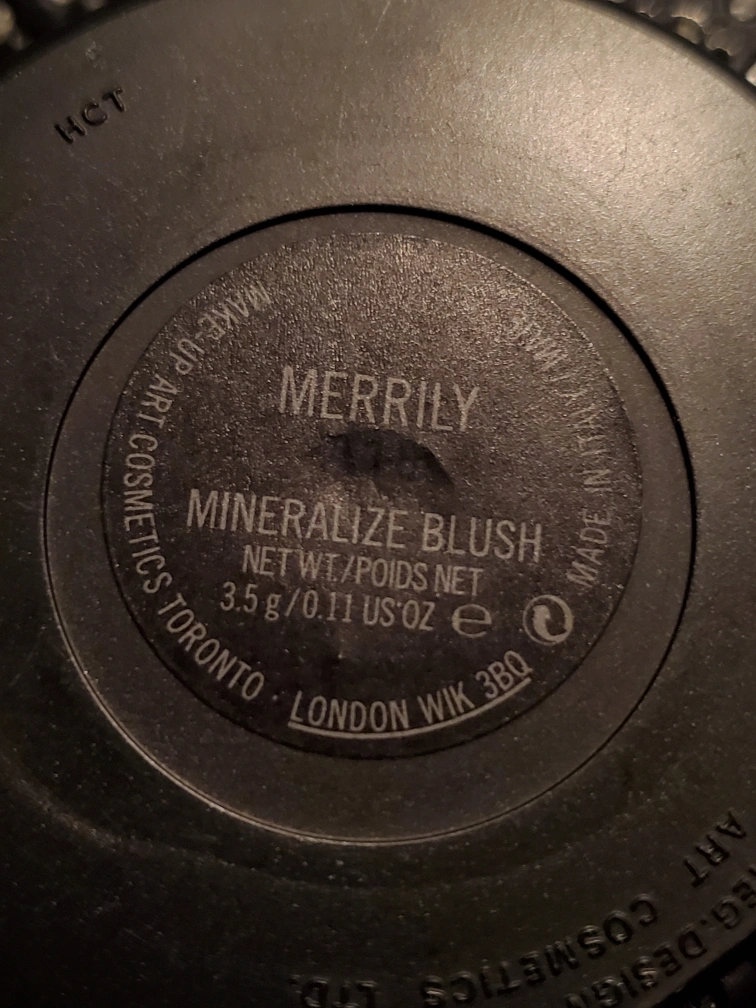 HCT
MERRILY
MINERALIZE BLUSH
NET WT./POIDS NET
3.5 g/0.11 US OZ e
MAKE-UP ART COSMETICS TORONTO · LONDON WIK 3BQ
MADE IN ITALY/
REG. DESIGN
ART COSMETICS LTD.